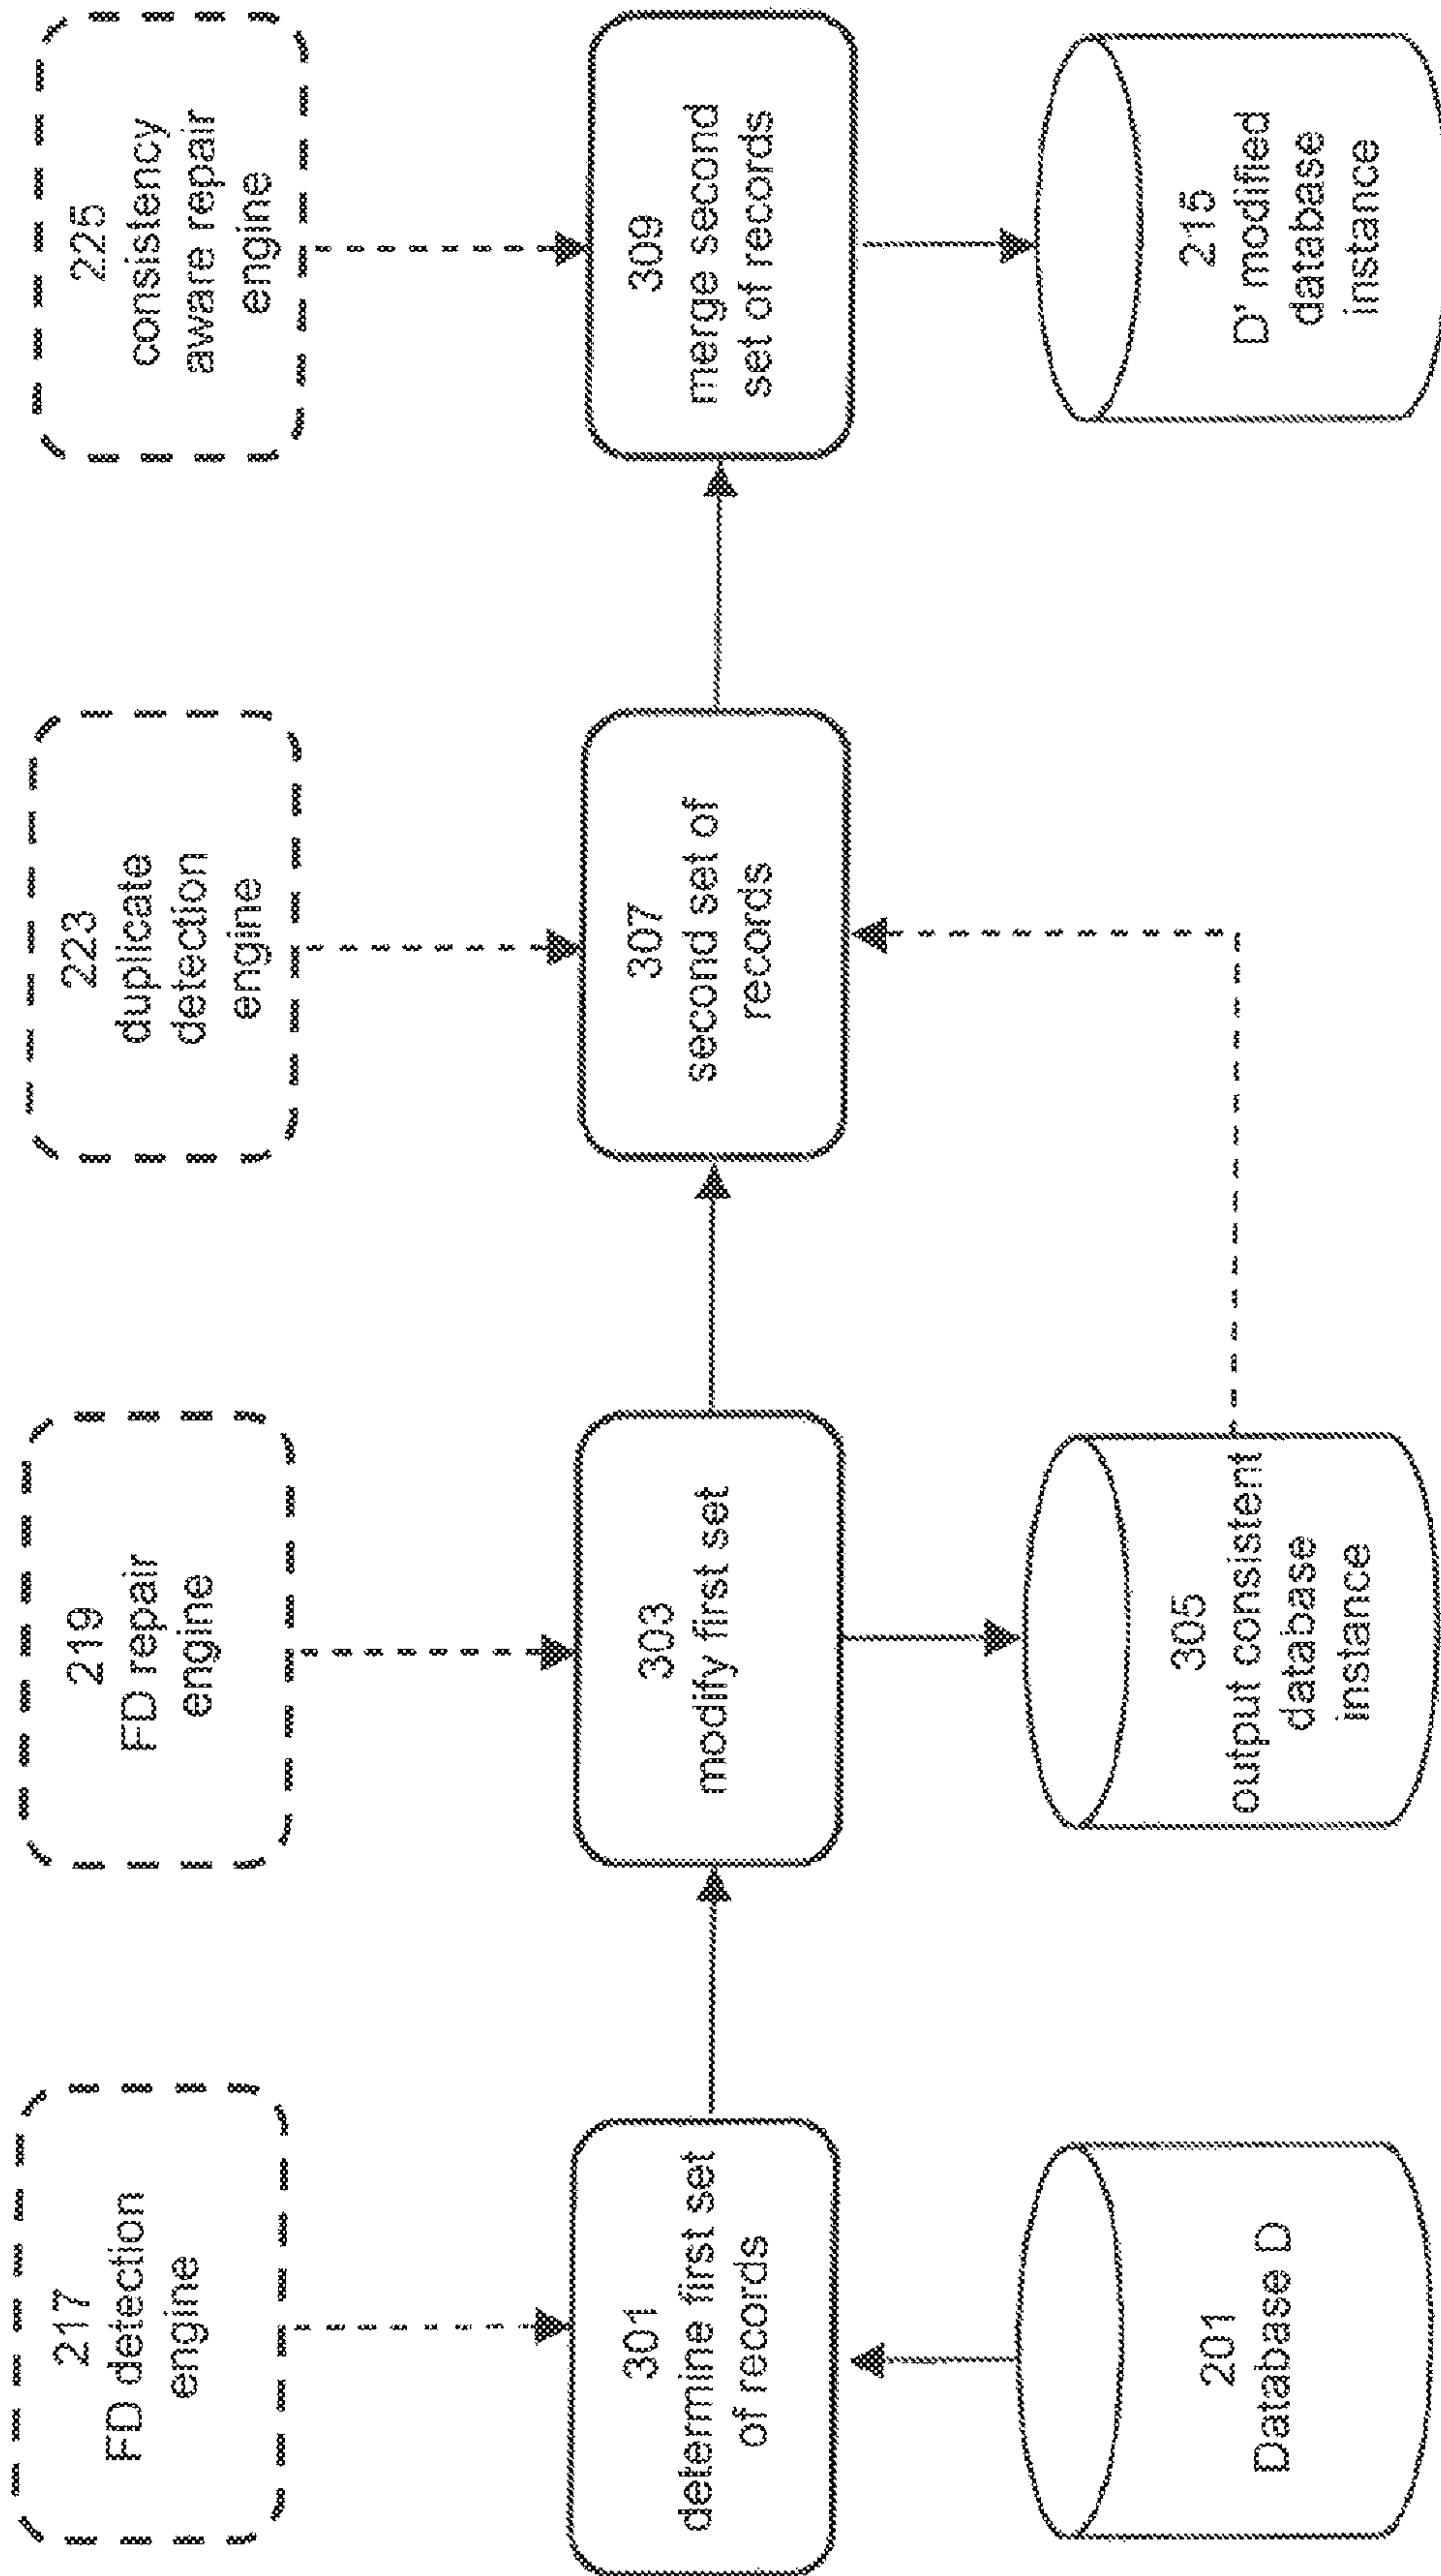 217
FD detection
engine
219
FD repair
engine
223
duplicate
detection
engine
225
consistency
aware repair
engine
301
determine first set
of records
303
modify first set
307
second set of
records
309
merge second
set of records
201
Database D
305
output consistent
database
instance
215
D' modified
database
instance